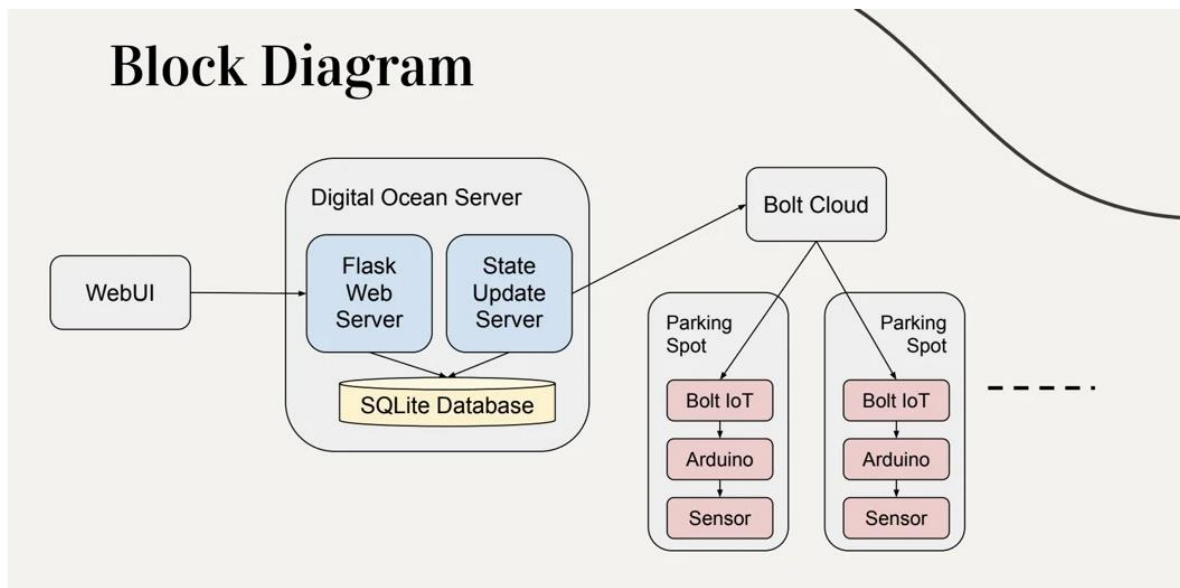 Block Diagram
Digital Ocean Server
WebUI
Flask
Web
Server
State
Update
Server
SQLite Database
Bolt Cloud
Parking
Spot
Bolt IoT
Arduino
Sensor
Parking
Spot
Bolt IoT
Arduino
Sensor